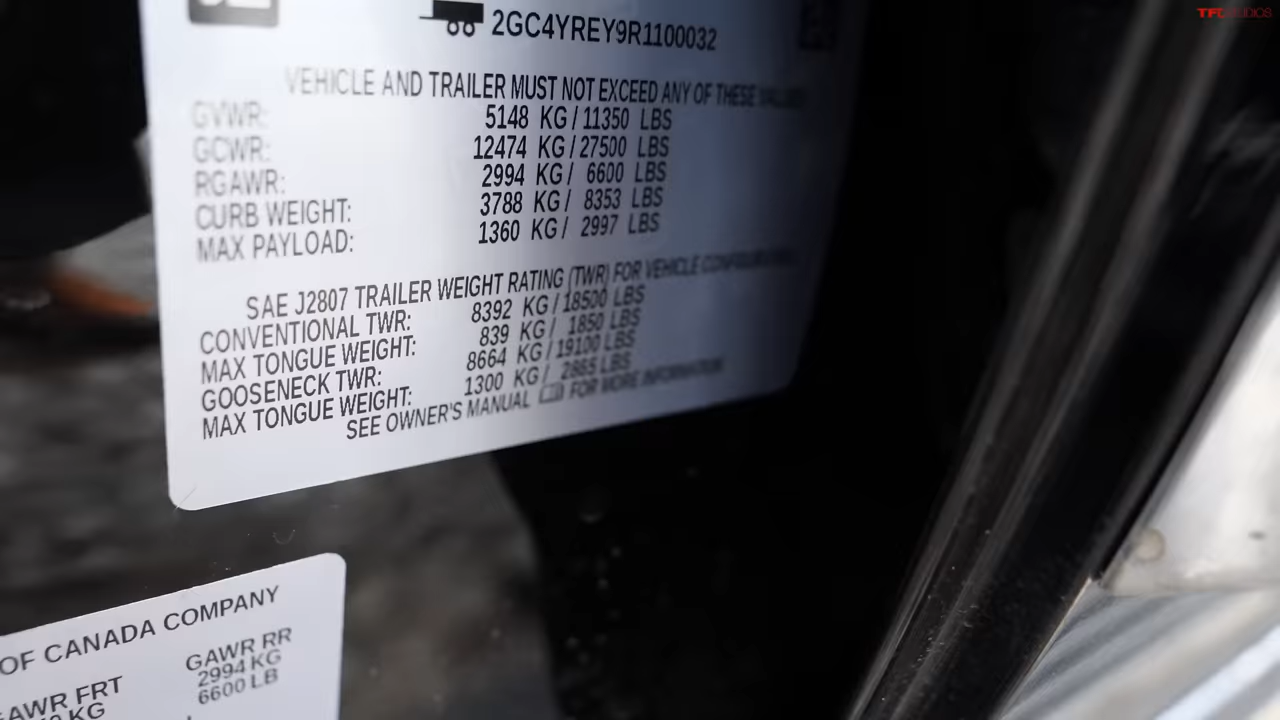 TFLSTUDIOS
2GC4YREY9R1100032
VEHICLE AND TRAILER MUST NOT EXCEED ANY OF THESE VALUES
GVWR: 5148 KG / 11350 LBS
GCWR: 12474 KG / 27500 LBS
RGAWR: 2994 KG / 6600 LBS
CURB WEIGHT: 3788 KG / 8353 LBS
MAX PAYLOAD: 1360 KG / 2997 LBS
SAE J2807 TRAILER WEIGHT RATING (TWR) FOR VEHICLE CONFIGURATION
CONVENTIONAL TWR: 8392 KG / 18500 LBS
MAX TONGUE WEIGHT: 839 KG / 1850 LBS
GOOSENECK TWR: 8664 KG / 19100 LBS
MAX TONGUE WEIGHT: 1300 KG / 2865 LBS
SEE OWNER'S MANUAL FOR MORE INFORMATION
OF CANADA COMPANY
GAWR RR
2994 KG
6600 LB
GAWR FRT
KG